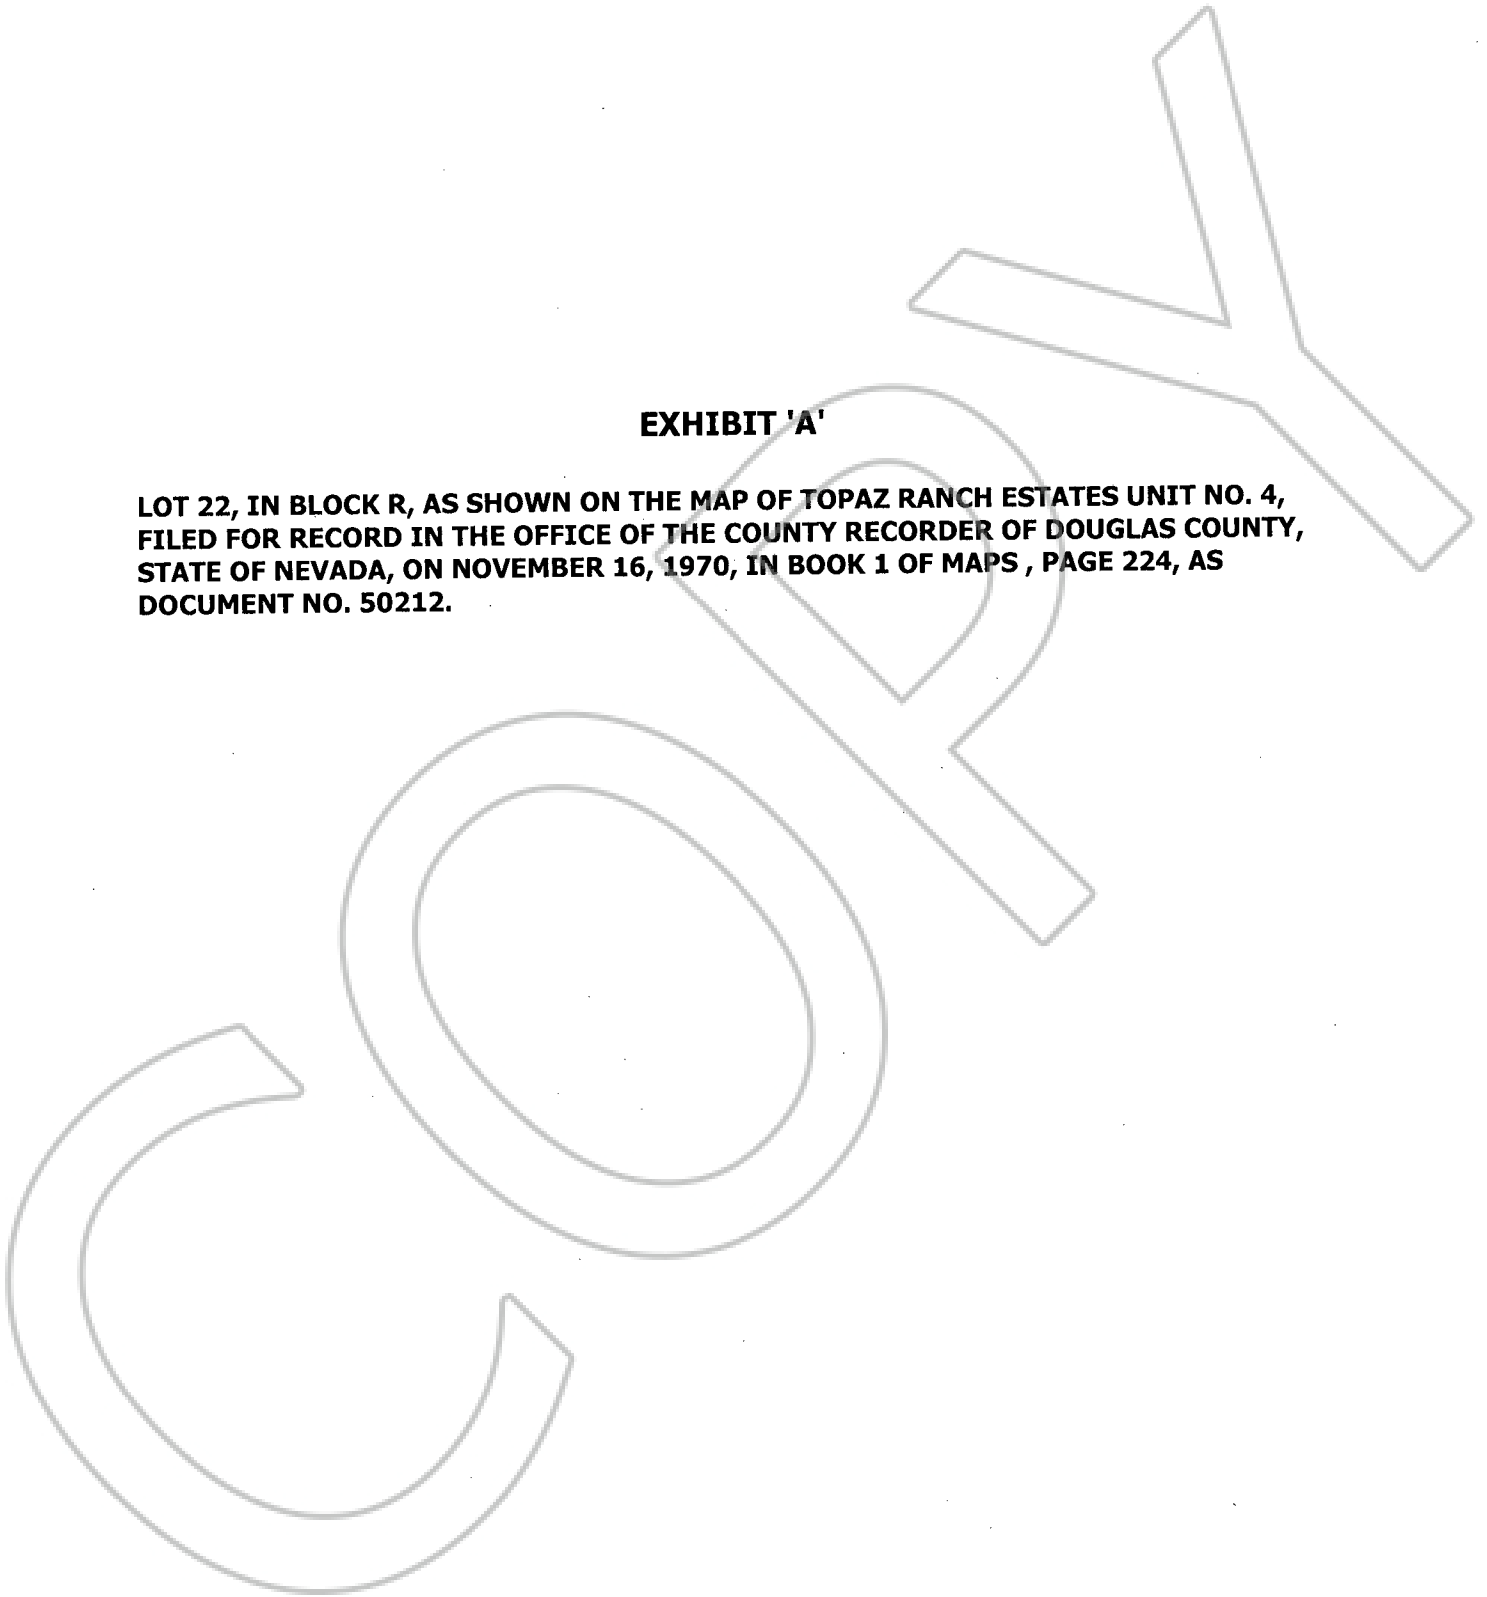 EXHIBIT 'A'
LOT 22, IN BLOCK R, AS SHOWN ON THE MAP OF TOPAZ RANCH ESTATES UNIT NO. 4,
FILED FOR RECORD IN THE OFFICE OF THE COUNTY RECORDER OF DOUGLAS COUNTY,
STATE OF NEVADA, ON NOVEMBER 16, 1970, IN BOOK 1 OF MAPS , PAGE 224, AS
DOCUMENT NO. 50212.
COPY